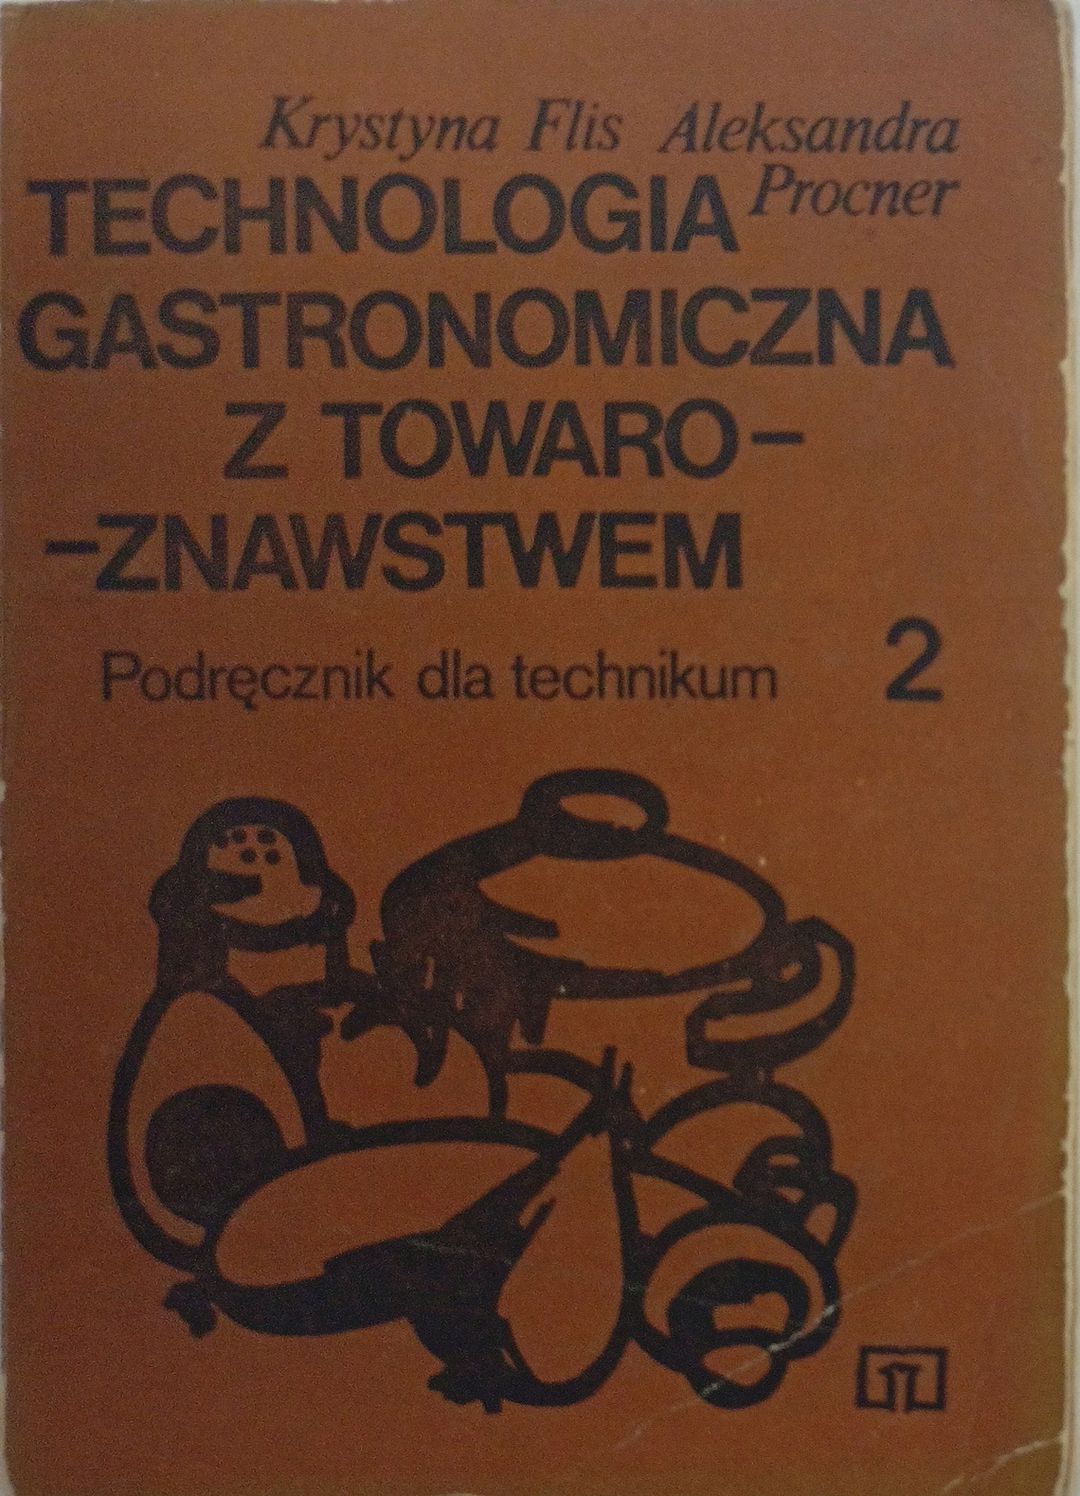 Krystyna Flis Aleksandra
Procner
TECHNOLOGIA
GASTRONOMICZNA
Z TOWARO-
-ZNAWSTWEM
Podręcznik dla technikum 2